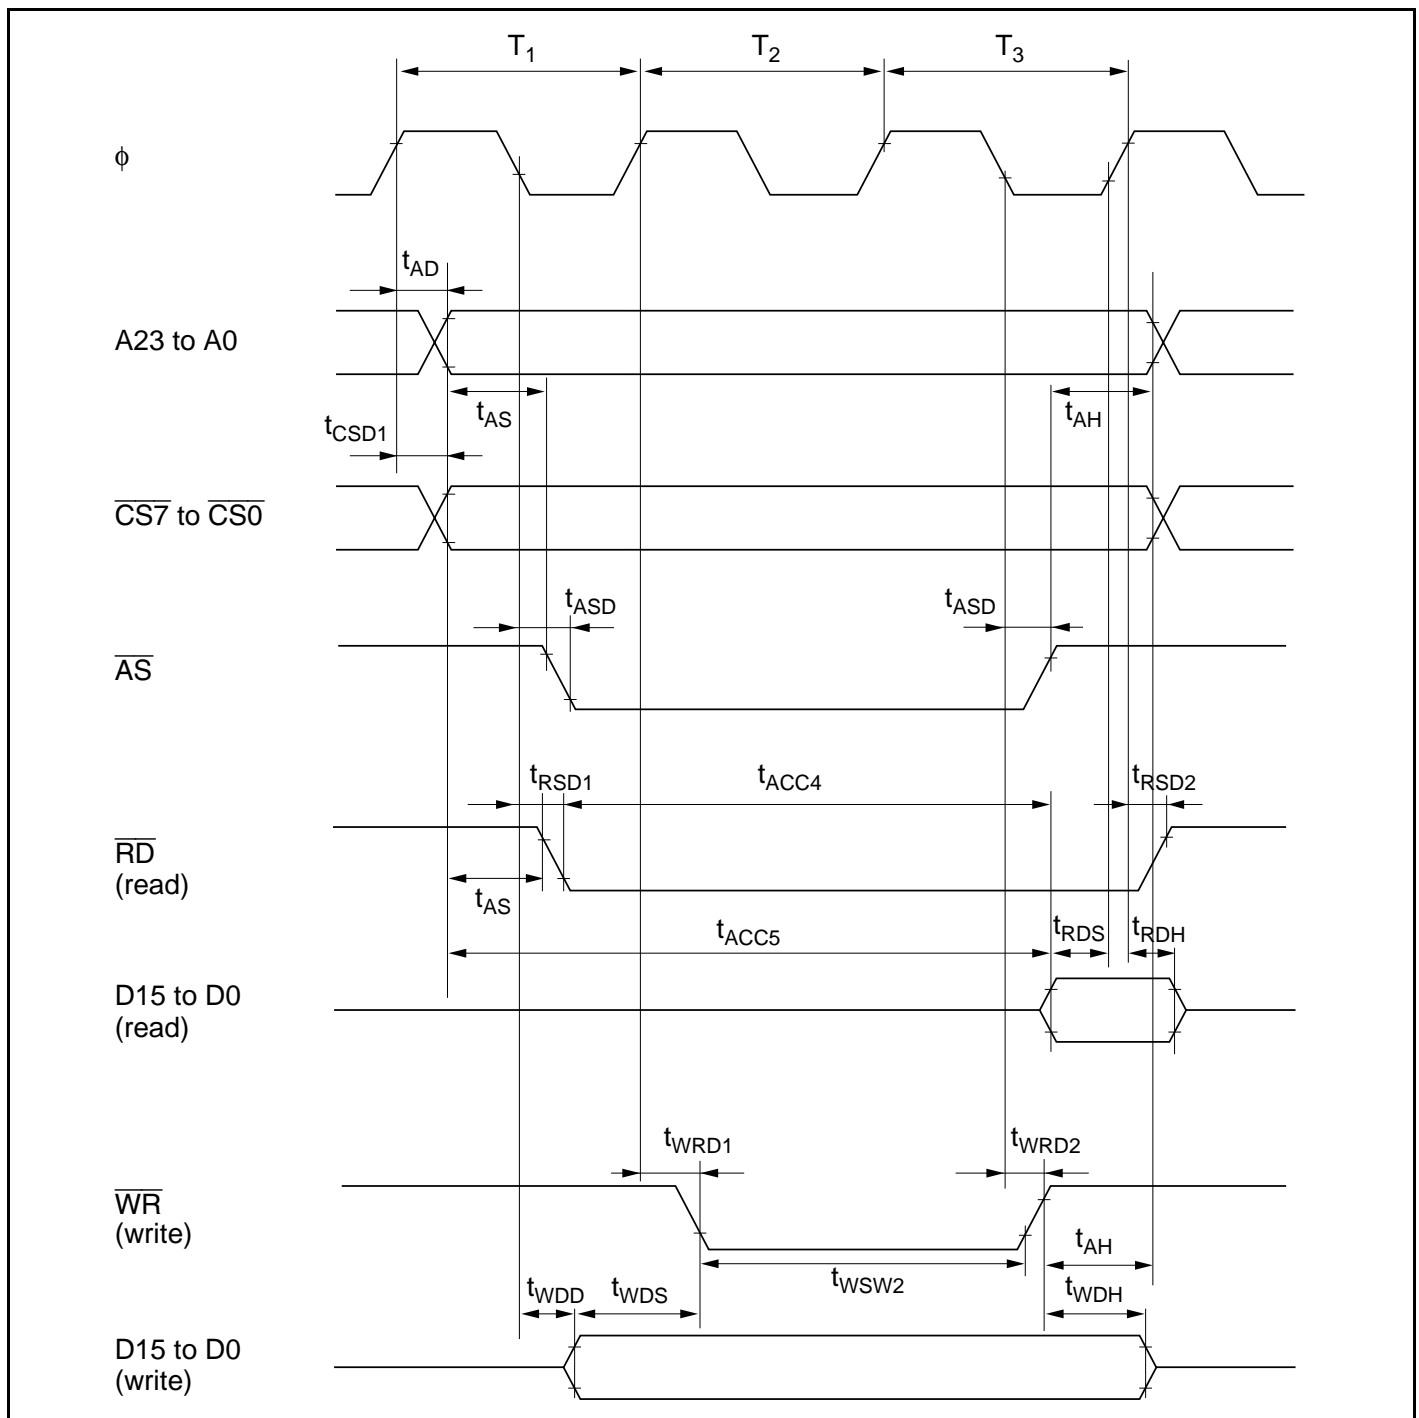 T1 T2 T3
φ
tAD
A23 to A0
tAS tAH
tCSD1
CS7 to CS0
tASD tASD
AS
tRSD1 tACC4 tRSD2
RD
(read)
tAS
tACC5 tRDS tRDH
D15 to D0
(read)
tWRD1 tWRD2
WR
(write)
tAH
tWDD tWDS tWSW2 tWDH
D15 to D0
(write)